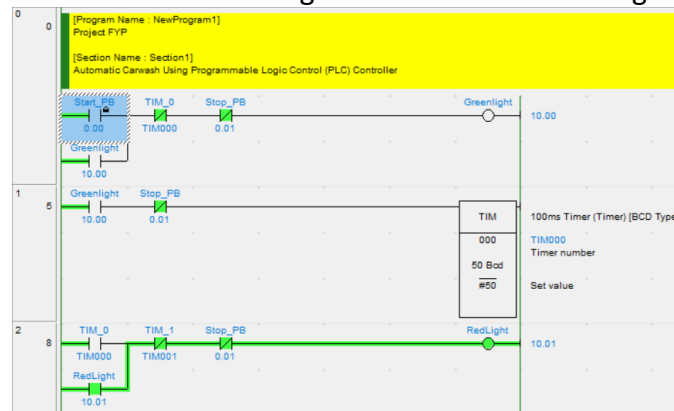 0
0
[Program Name : NewProgram1]
Project FYP
[Section Name : Section1]
Automatic Carwash Using Programmable Logic Control (PLC) Controller
Start_PB TIM_0 Stop_PB Greenlight
0.00 TIM000 0.01 10.00
Greenlight
10.00
1
5
Greenlight Stop_PB
10.00 0.01
TIM 100ms Timer (Timer) [BCD Type
000 TIM000
Timer number
50 Bcd
#50 Set value
2
8
TIM_0 TIM_1 Stop_PB RedLight
TIM000 TIM001 0.01 10.01
RedLight
10.01